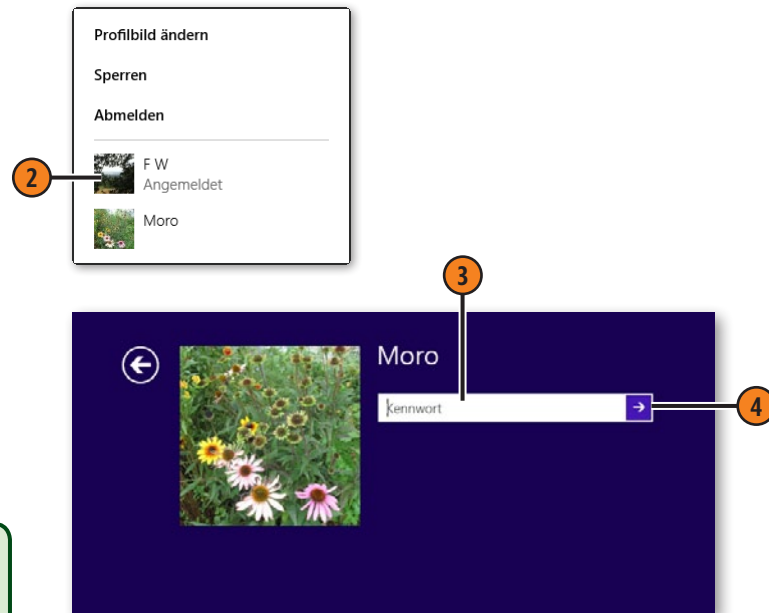 Profilbild ändern
Sperren
Abmelden
2
F W
Angemeldet
Moro
3
Moro
Kennwort
4